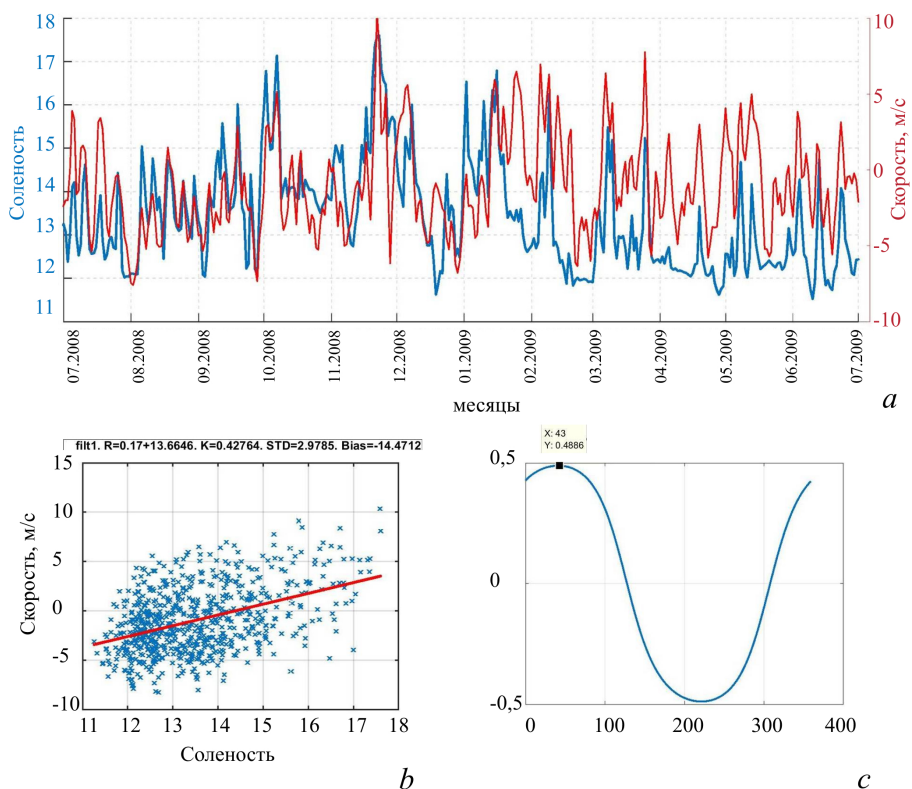 18
17
16
15
14
13
12
11
Соленость
10
5
0
-5
-10
Скорость, м/с
07.2008
08.2008
09.2008
10.2008
11.2008
12.2008
01.2009
02.2009
03.2009
04.2009
05.2009
06.2009
07.2009
месяцы
a
filt1. R=0.17+13.6646. K=0.42764. STD=2.9785. Bias=-14.4712
15
10
5
0
-5
-10
Скорость, м/с
11 12 13 14 15 16 17 18
Соленость
b
X: 43
Y: 0.4886
0,5
0
-0,5
0 100 200 300 400
c